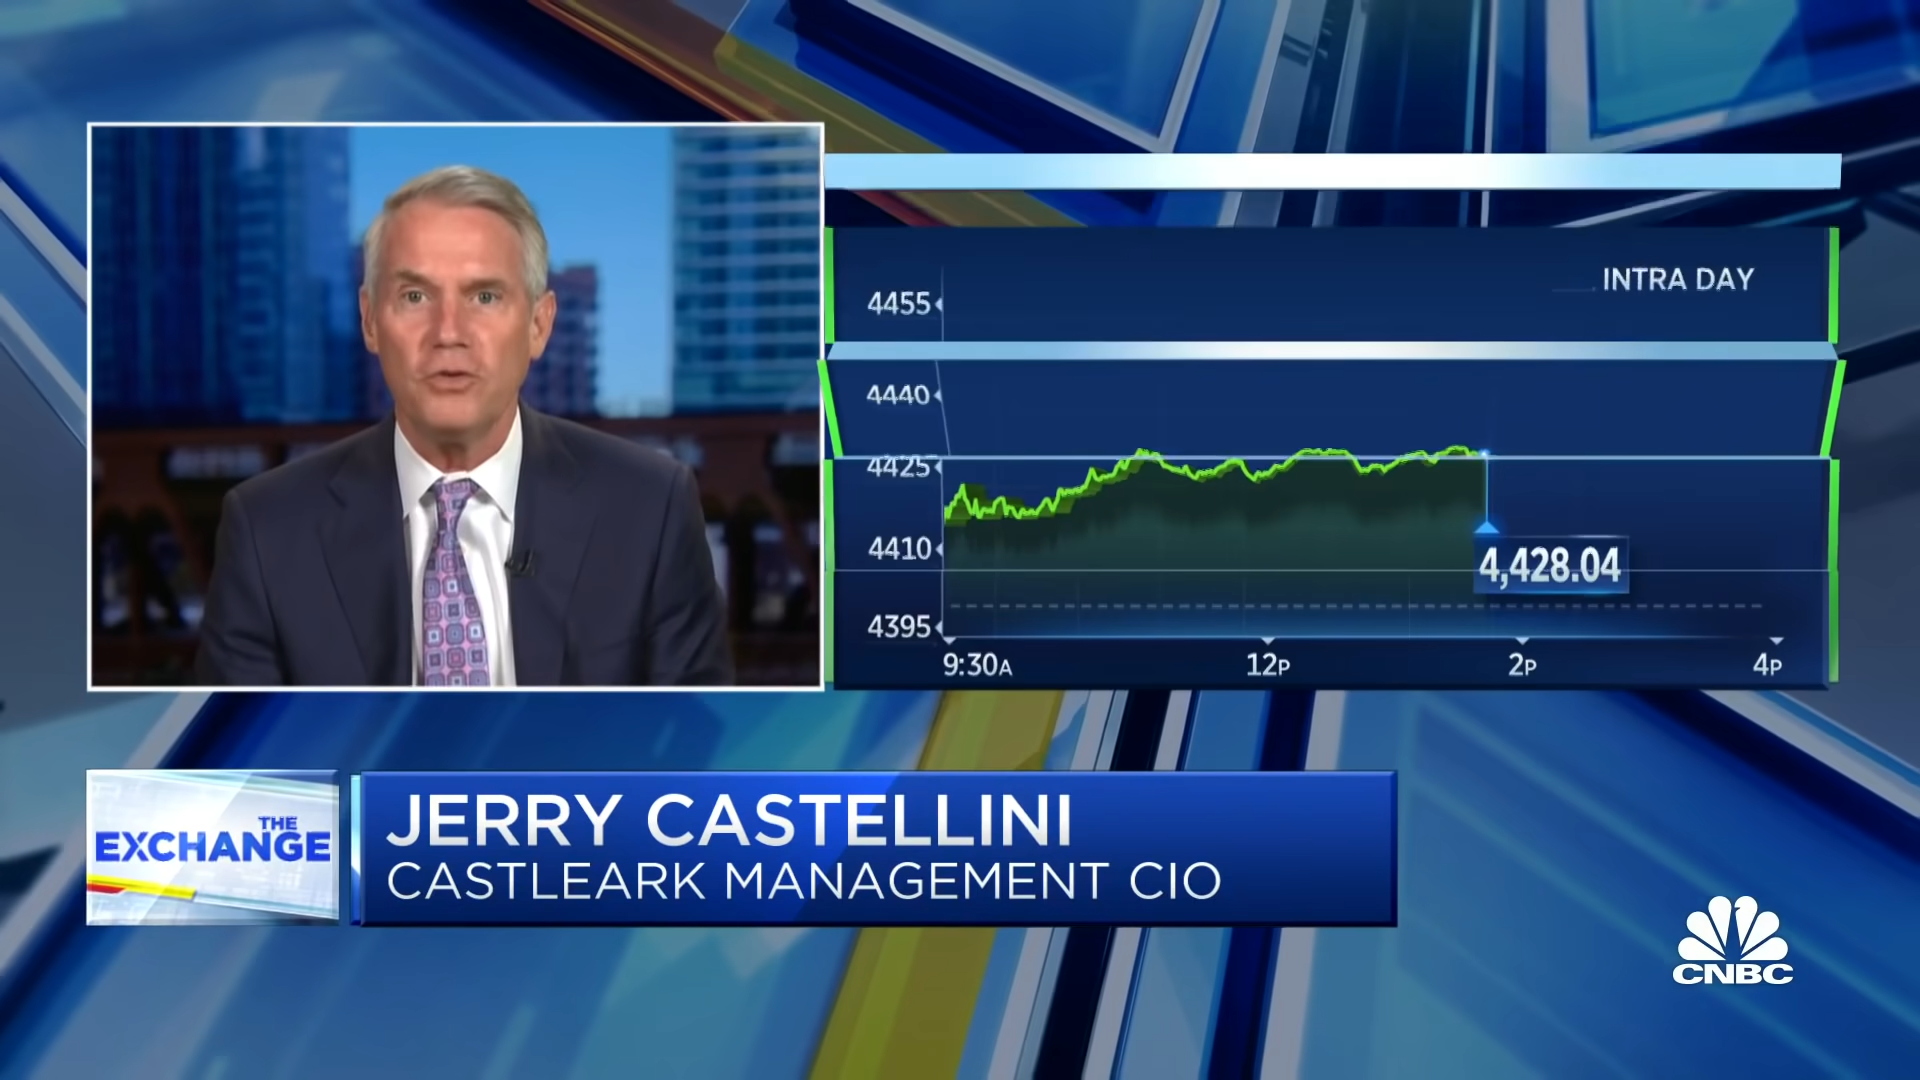 INTRA DAY
4455
4440
4425
4410
4395
4,428.04
9:30A
12P
2P
4P
THE
EXCHANGE
JERRY CASTELLINI
CASTLEARK MANAGEMENT CIO
CNBC